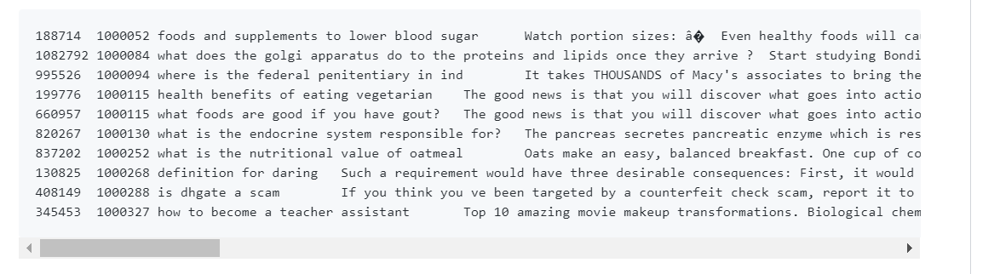 188714 1000052 foods and supplements to lower blood sugar Watch portion sizes: â� Even healthy foods will ca
1082792 1000084 what does the golgi apparatus do to the proteins and lipids once they arrive ? Start studying Bondi
995526 1000094 where is the federal penitentiary in ind It takes THOUSANDS of Macy's associates to bring the
199776 1000115 health benefits of eating vegetarian The good news is that you will discover what goes into actio
660957 1000115 what foods are good if you have gout? The good news is that you will discover what goes into actio
820267 1000130 what is the endocrine system responsible for? The pancreas secretes pancreatic enzyme which is res
837202 1000252 what is the nutritional value of oatmeal Oats make an easy, balanced breakfast. One cup of co
130825 1000268 definition for daring Such a requirement would have three desirable consequences: First, it would
408149 1000288 is dhgate a scam If you think you ve been targeted by a counterfeit check scam, report it to
345453 1000327 how to become a teacher assistant Top 10 amazing movie makeup transformations. Biological chem